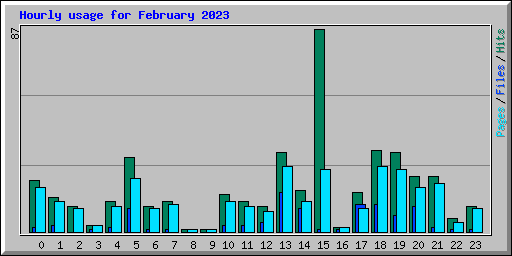 Hourly usage for February 2023
87
Pages/Files/Hits
0 1 2 3 4 5 6 7 8 9 10 11 12 13 14 15 16 17 18 19 20 21 22 23